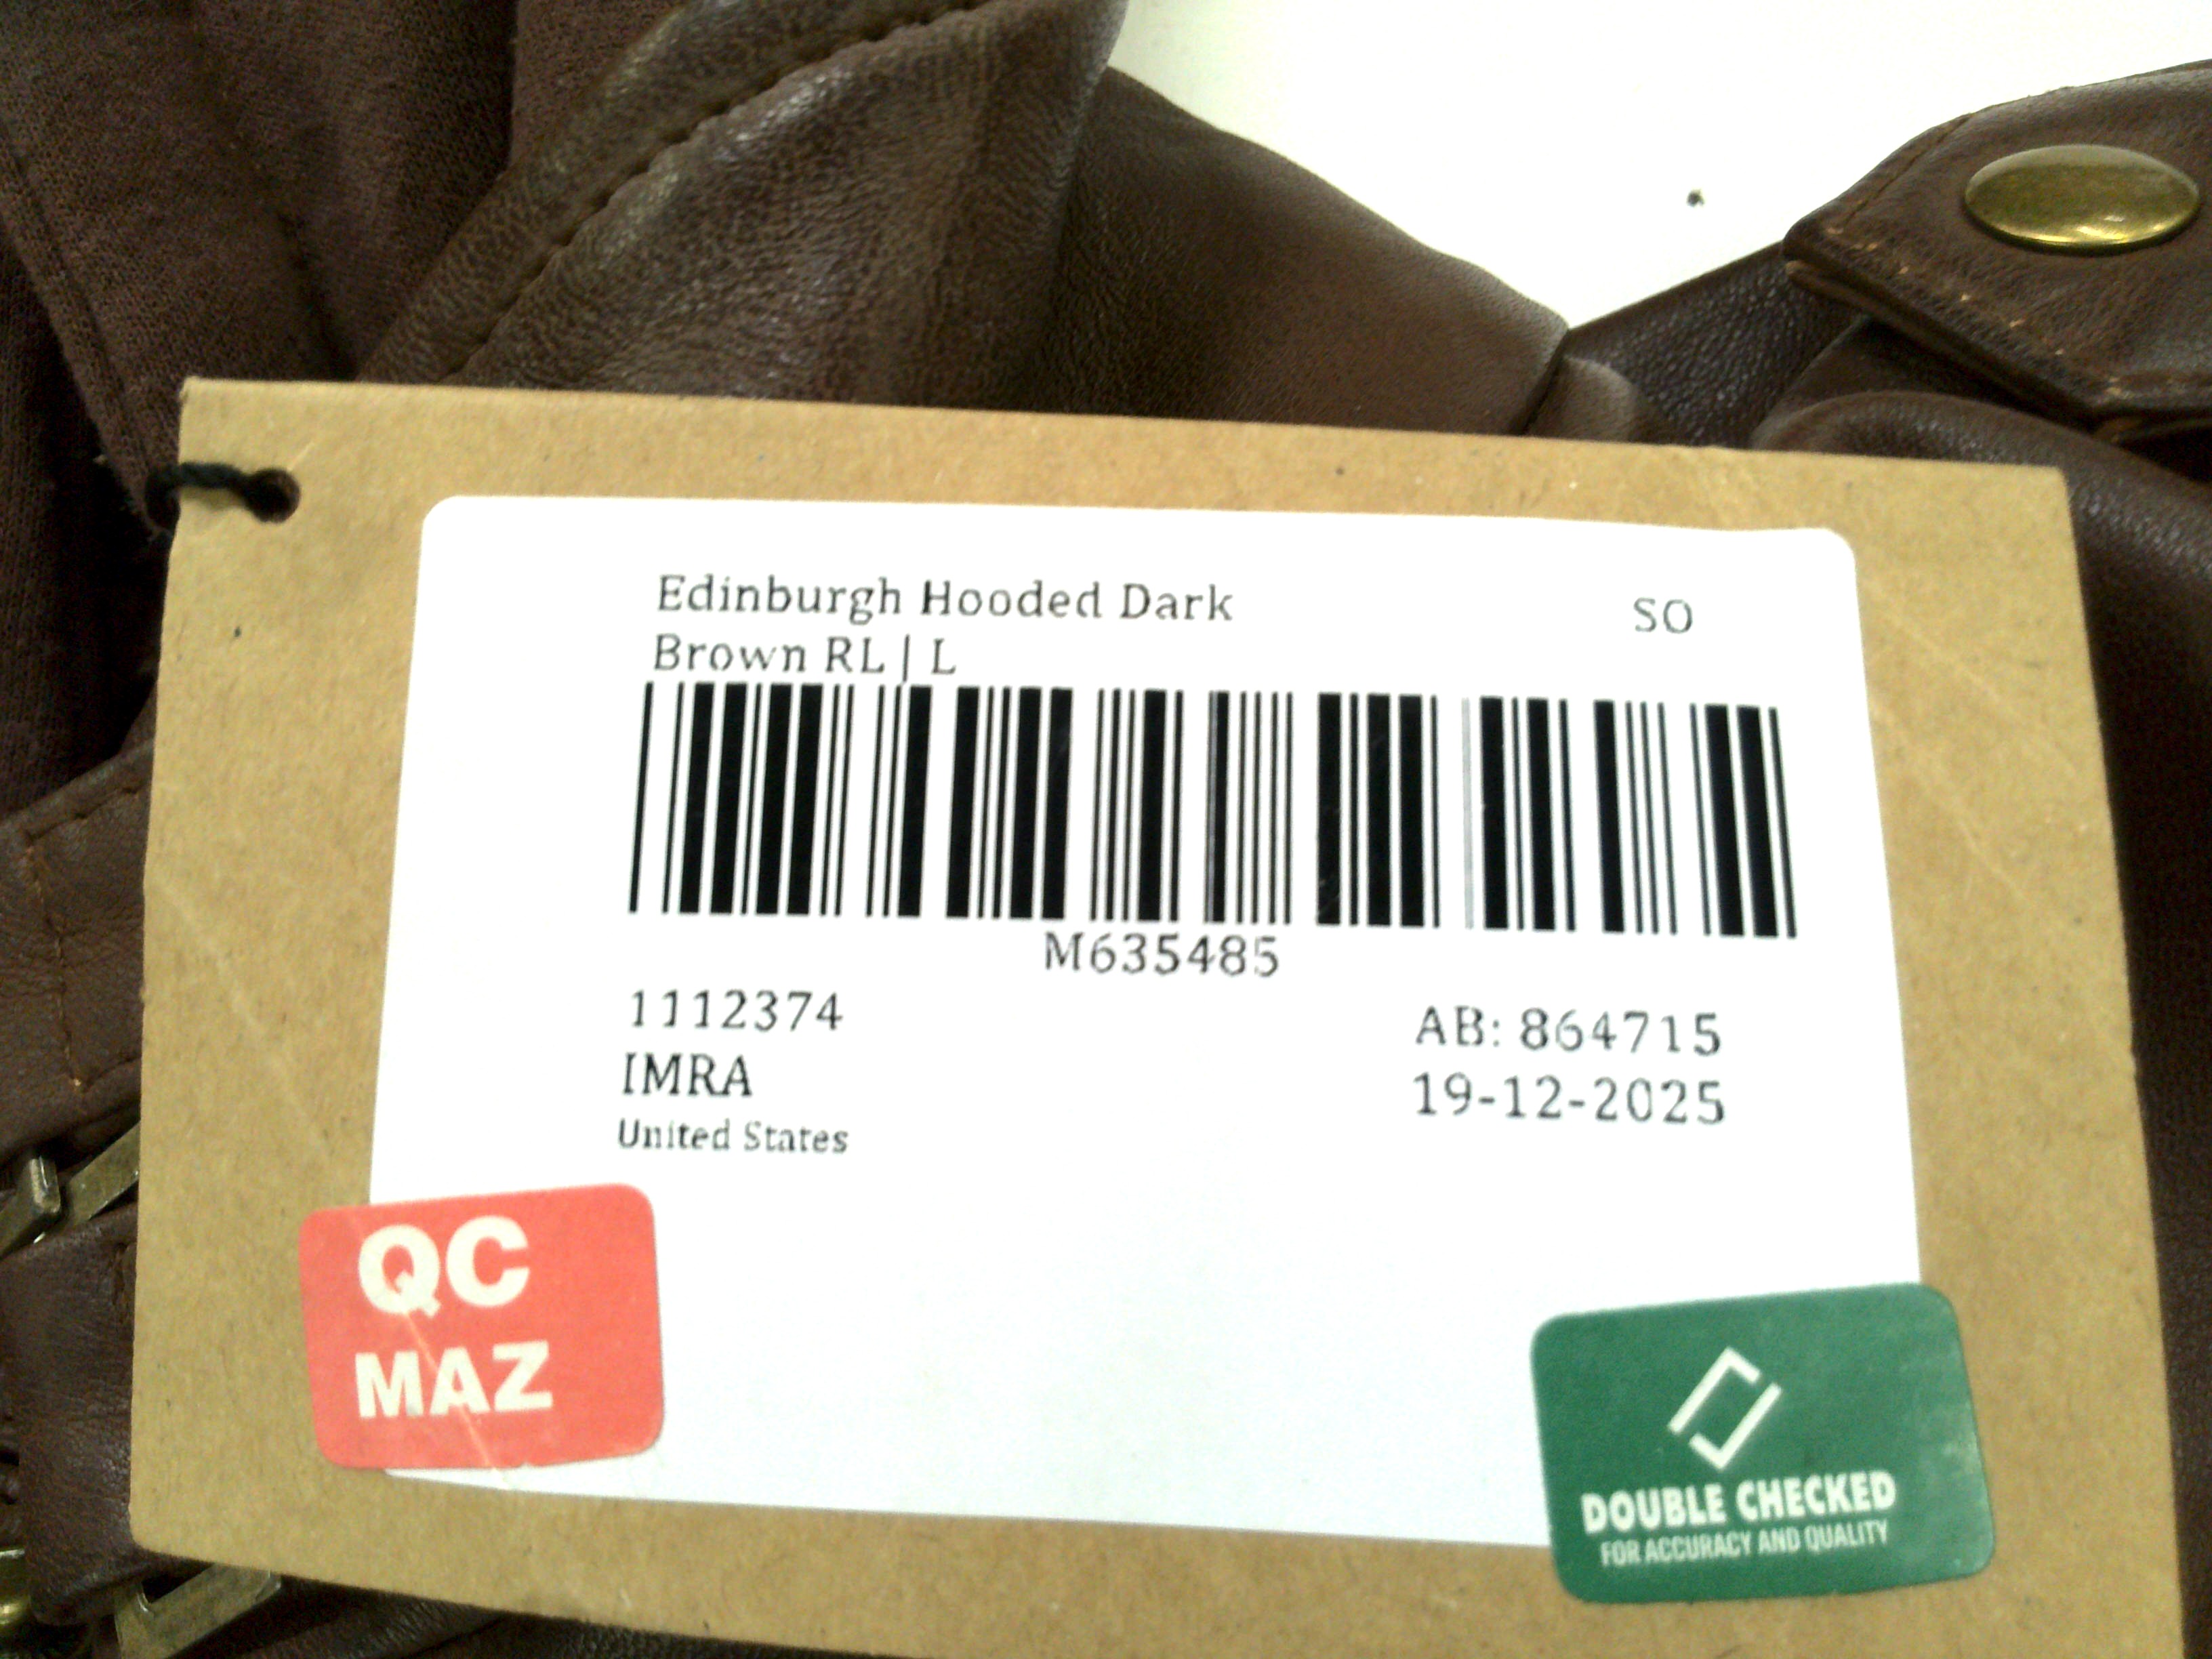 Edinburgh Hooded Dark
Brown RL | L
SO
M635485
1112374
IMRA
United States
AB: 864715
19-12-2025
QC
MAZ
DOUBLE CHECKED
FOR ACCURACY AND QUALITY